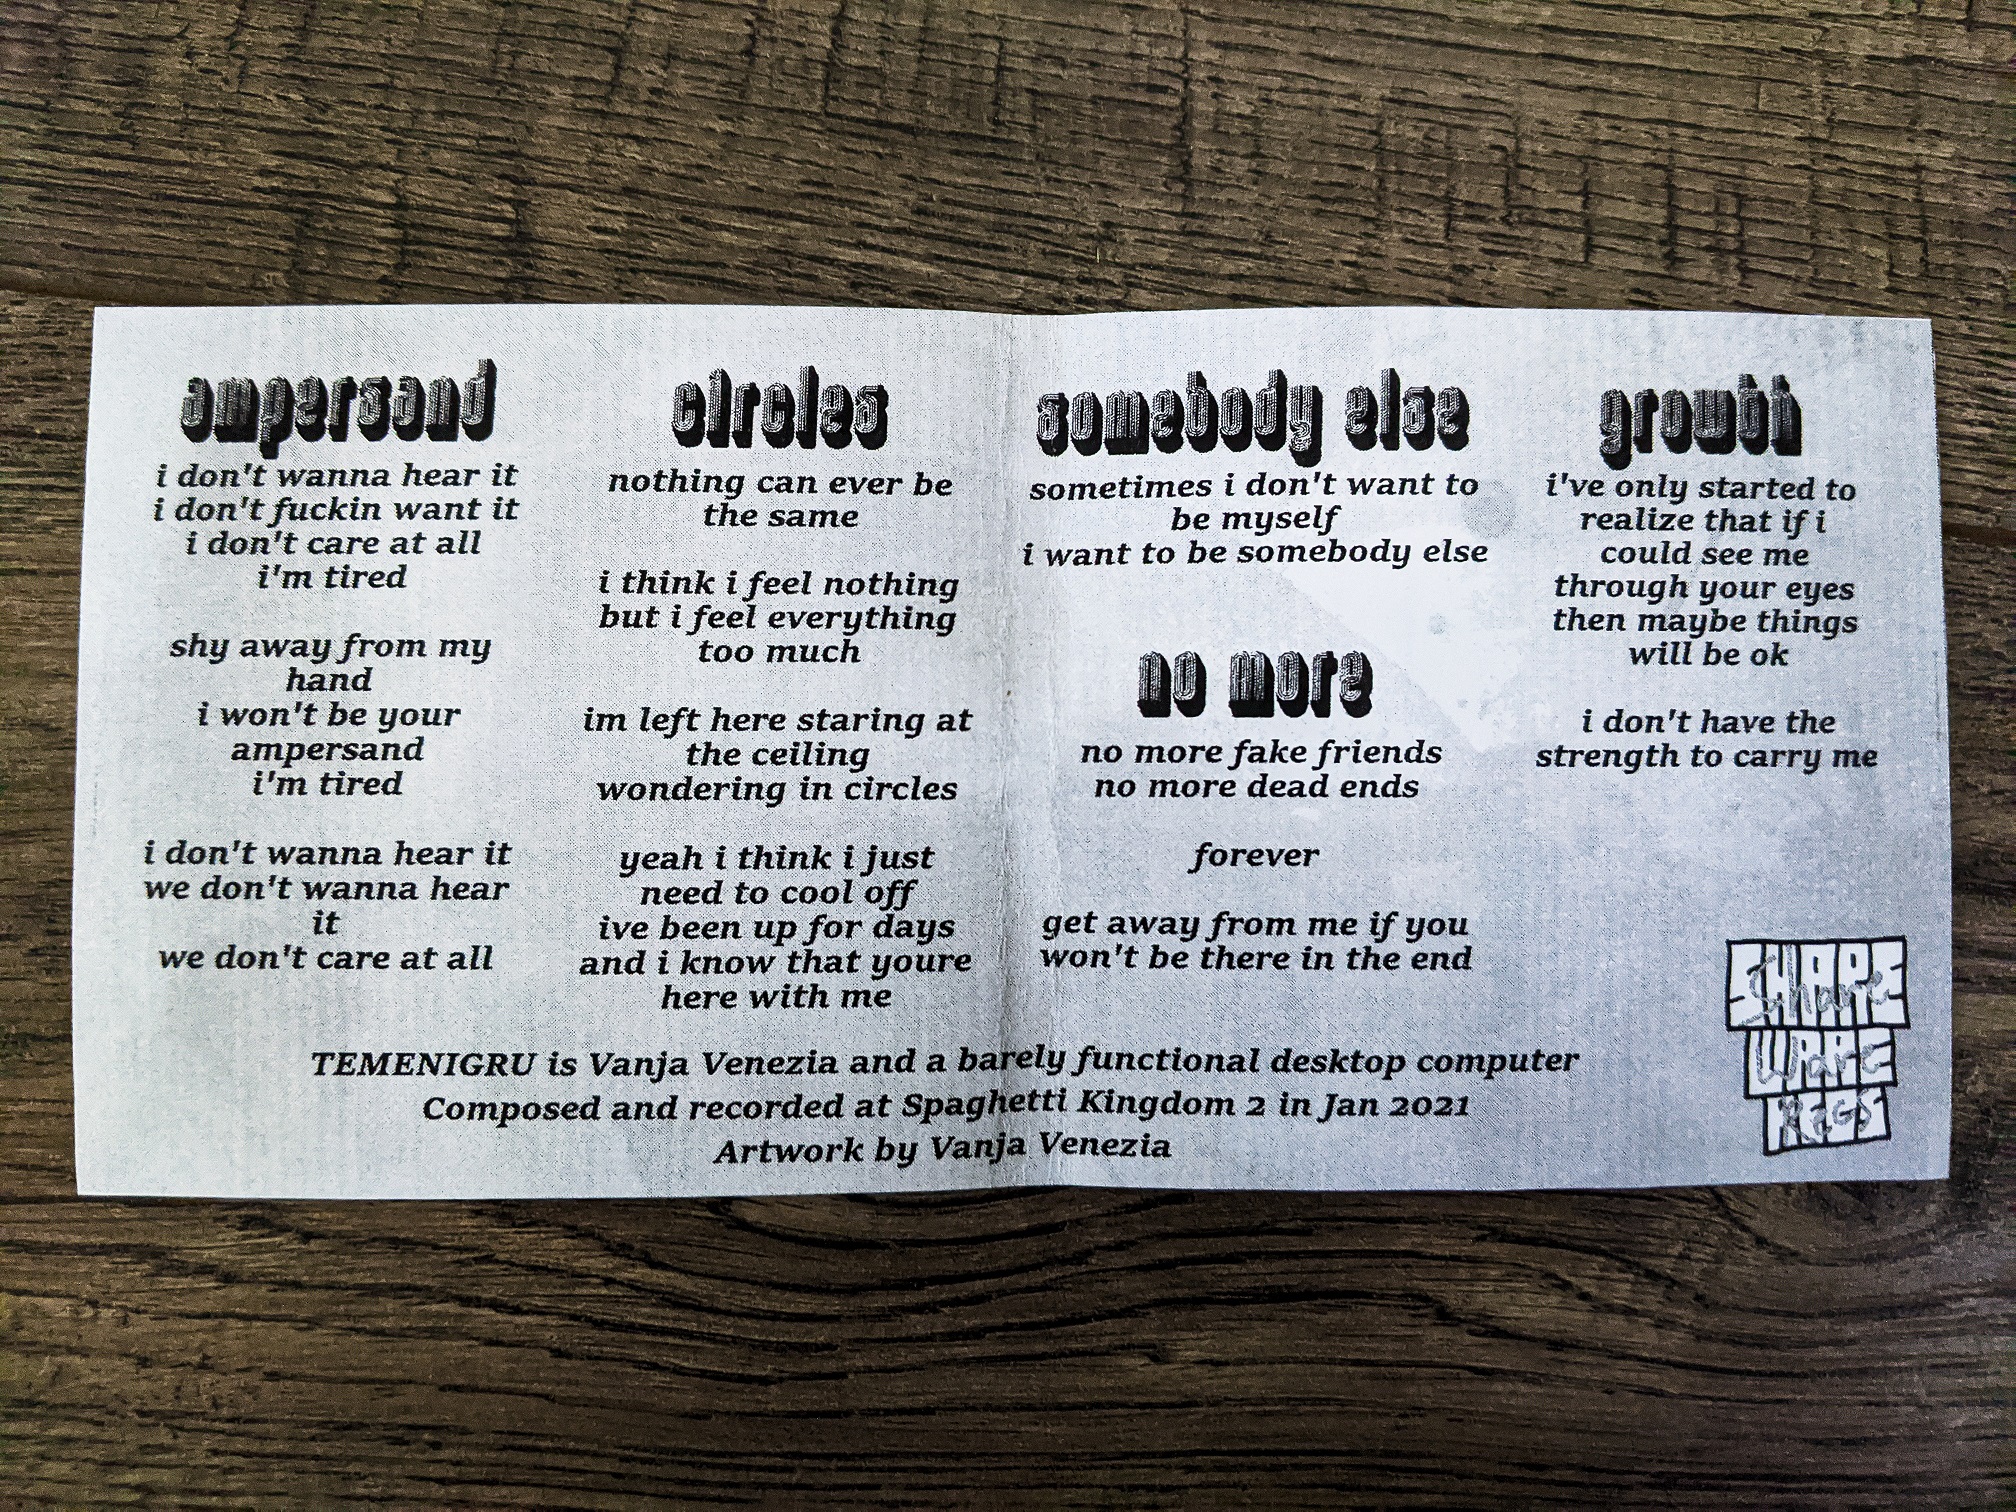 ampersand
i don't wanna hear it
i don't fuckin want it
i don't care at all
i'm tired
shy away from my
hand
i won't be your
ampersand
i'm tired
i don't wanna hear it
we don't wanna hear
it
we don't care at all
circles
nothing can ever be
the same
i think i feel nothing
but i feel everything
too much
im left here staring at
the ceiling
wondering in circles
yeah i think i just
need to cool off
ive been up for days
and i know that youre
here with me
somebody else
sometimes i don't want to
be myself
i want to be somebody else
no more
no more fake friends
no more dead ends
forever
get away from me if you
won't be there in the end
growth
i've only started to
realize that if i
could see me
through your eyes
then maybe things
will be ok
i don't have the
strength to carry me
TEMENIGRU is Vanja Venezia and a barely functional desktop computer
Composed and recorded at Spaghetti Kingdom 2 in Jan 2021
Artwork by Vanja Venezia
Share
Ware
REGS